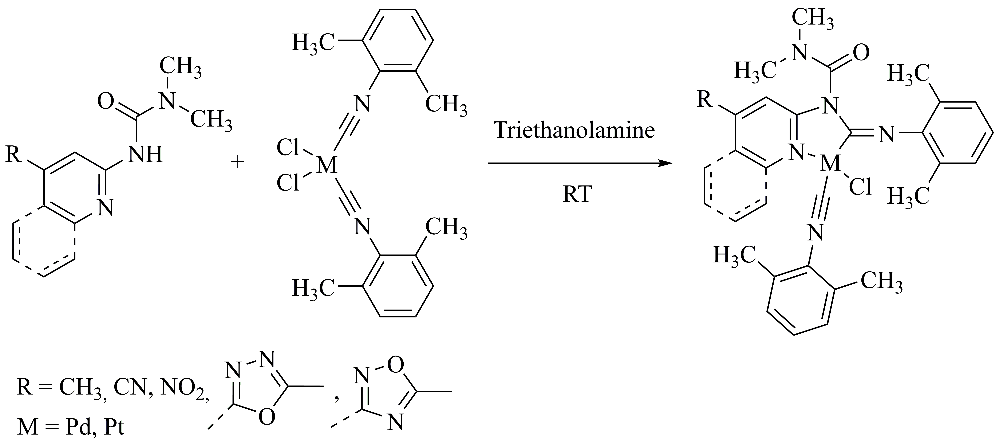 CH3
N
CH3
O
NH
R
N
+
H3C
CH3
N
Cl
M
Cl
N
CH3
H3C
Triethanolamine
RT
CH3
N
H3C
O
R
N
N
M
Cl
N
H3C
H3C
N
H3C
CH3
R = CH3, CN, NO2, N N O , N O N
M = Pd, Pt